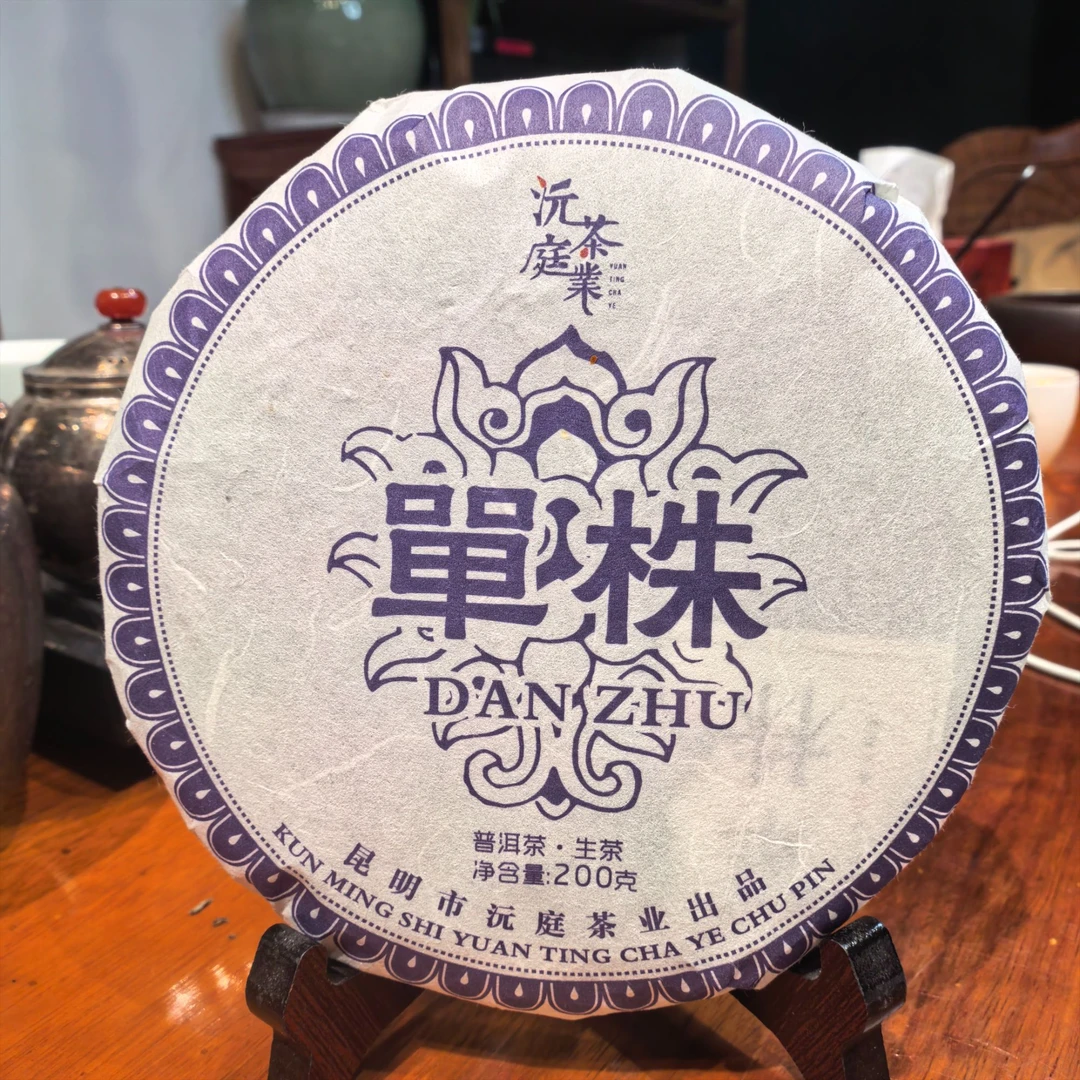 沅庭
茶業
YUAN
TING
CHA
YE
單株
DAN ZHU
普洱茶·生茶
净含量:200克
昆明市沅庭茶业出品
KUN MING SHI YUAN TING CHA YE CHU PIN